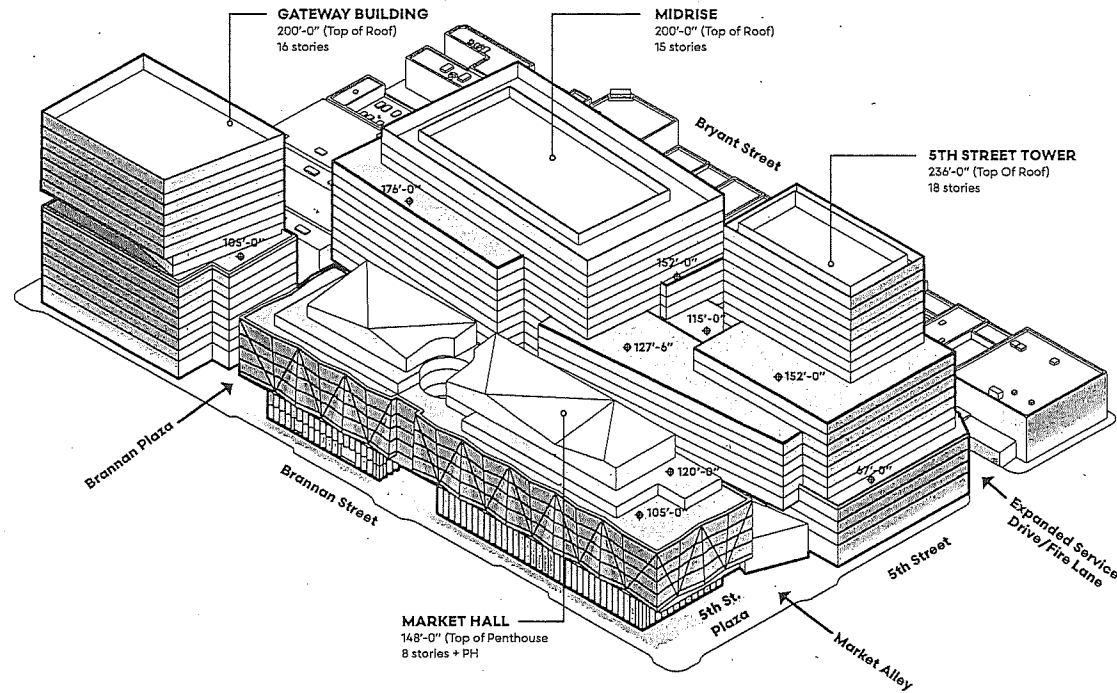 GATEWAY BUILDING
200'-0" (Top of Roof)
16 stories
MIDRISE
200'-0" (Top of Roof)
15 stories
Bryant Street
5TH STREET TOWER
236'-0" (Top Of Roof)
18 stories
176'-0"
105'-0"
152'-0"
115'-0"
127'-6"
152'-0"
120'-0"
67'-0"
105'-0"
Brannan Plaza
Brannan Street
Expanded Service
Drive/Fire Lane
5th Street
5th St.
Plaza
Market Alley
MARKET HALL
148'-0" (Top of Penthouse
8 stories + PH